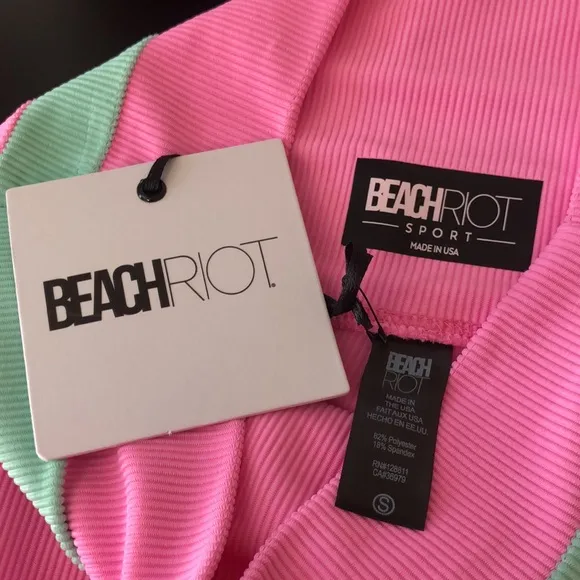 BEACHRIOT.
BEACHRIOT
SPORT
MADE IN USA
BEACH
RIOT
MADE IN
THE USA
FAIT AUX USA
HECHO EN EE.UU.
82% Polyester
18% Spandex
RN#128611
CA#36979
S